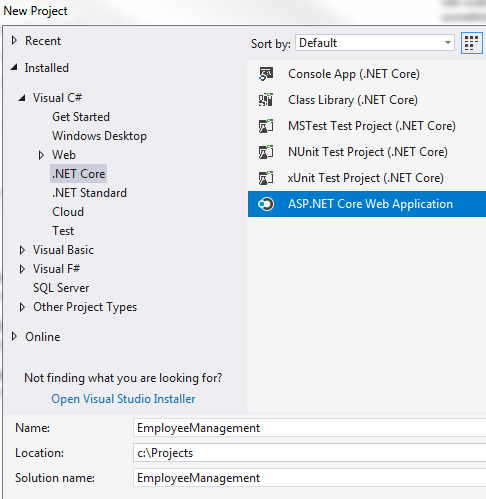 New Project
Recent
Installed
Visual C#
Get Started
Windows Desktop
Web
.NET Core
.NET Standard
Cloud
Test
Visual Basic
Visual F#
SQL Server
Other Project Types
Online
Not finding what you are looking for?
Open Visual Studio Installer
Sort by: Default
Console App (.NET Core)
Class Library (.NET Core)
MSTest Test Project (.NET Core)
NUnit Test Project (.NET Core)
xUnit Test Project (.NET Core)
ASP.NET Core Web Application
Name: EmployeeManagement
Location: c:\Projects
Solution name: EmployeeManagement